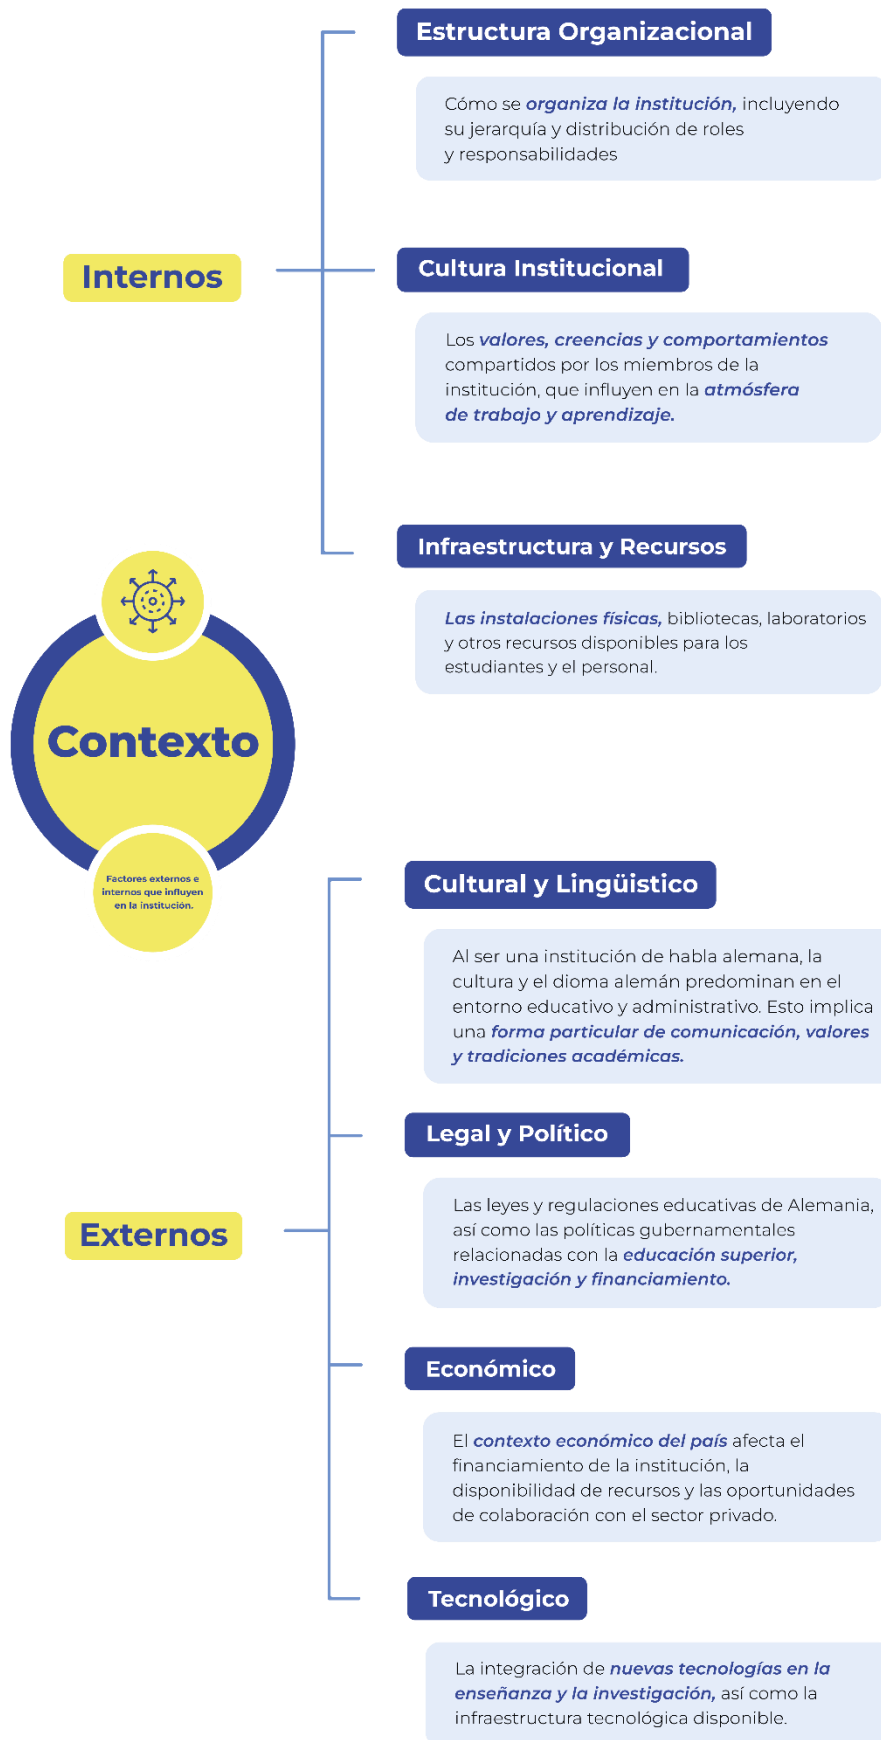 Estructura Organizacional
Cómo se organiza la institución, incluyendo
su jerarquía y distribución de roles
y responsabilidades
Internos
Cultura Institucional
Los valores, creencias y comportamientos
compartidos por los miembros de la
institución, que influyen en la atmósfera
de trabajo y aprendizaje.
Infraestructura y Recursos
Las instalaciones físicas, bibliotecas, laboratorios
y otros recursos disponibles para los
estudiantes y el personal.
Contexto
Factores externos e
internos que influyen
en la institución.
Cultural y Lingüistico
Al ser una institución de habla alemana, la
cultura y el dioma alemán predominan en el
entorno educativo y administrativo. Esto implica
una forma particular de comunicación, valores
y tradiciones académicas.
Legal y Político
Las leyes y regulaciones educativas de Alemania,
así como las políticas gubernamentales
relacionadas con la educación superior,
investigación y financiamiento.
Externos
Económico
El contexto económico del país afecta el
financiamiento de la institución, la
disponibilidad de recursos y las oportunidades
de colaboración con el sector privado.
Tecnológico
La integración de nuevas tecnologías en la
enseñanza y la investigación, así como la
infraestructura tecnológica disponible.